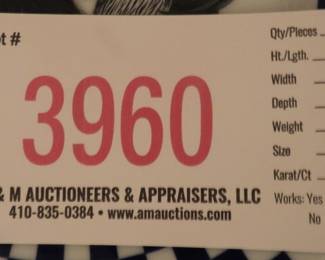 t #
3960
& M AUCTIONEERS & APPRAISERS, LLC
410-835-0384 • www.amauctions.com
Qty/Pieces
Ht./Lgth.
Width
Depth
Weight
Size
Karat/Ct
Works: Yes
No